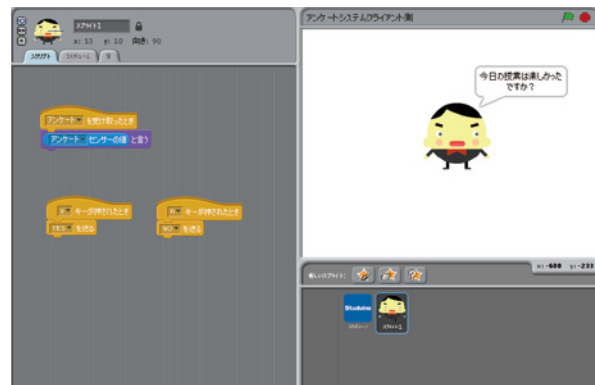 スプライト1
x: 10 y: 10 向き: 90
スクリプト コスチューム 音
アンケート を受け取ったとき
アンケート センサーの値 と言う
y キーが押されたとき
YES を送る
n キーが押されたとき
NO を送る
アンケートシステムクライアント側
今日の授業は楽しかった
ですか？
x: -600 y: -233
新しいスプライト:
Studuino
スプライト1